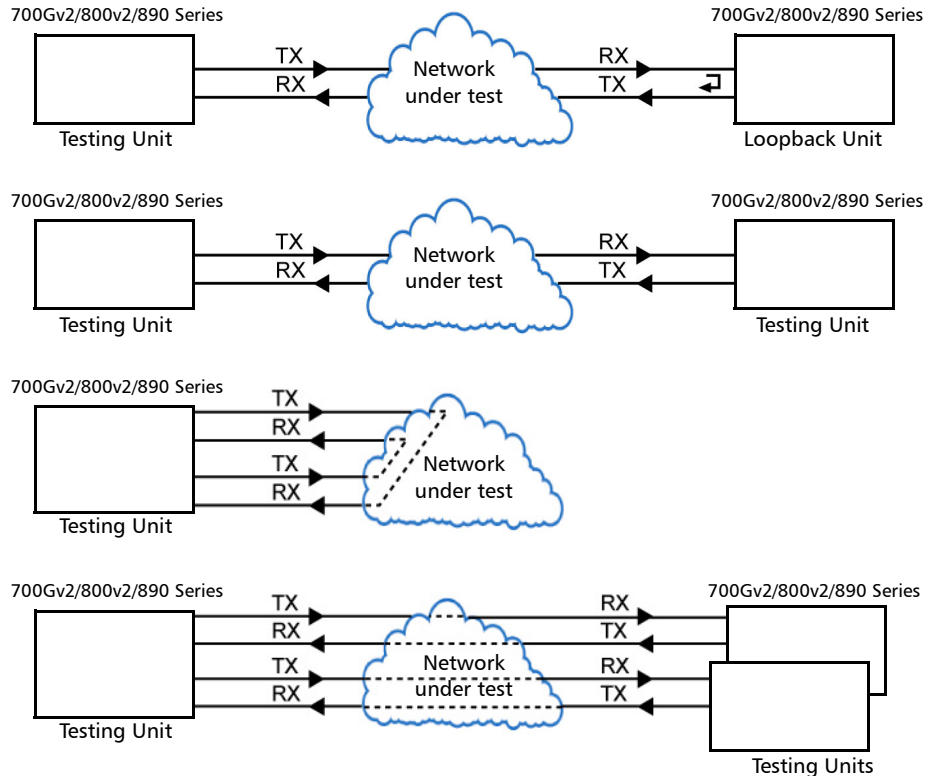 700Gv2/800v2/890 Series
700Gv2/800v2/890 Series
TX
RX
Network
under test
RX
TX
Testing Unit
Loopback Unit
700Gv2/800v2/890 Series
700Gv2/800v2/890 Series
TX
RX
Network
under test
RX
TX
Testing Unit
Testing Unit
700Gv2/800v2/890 Series
TX
RX
TX
RX
Network
under test
Testing Unit
700Gv2/800v2/890 Series
700Gv2/800v2/890 Series
TX
RX
TX
RX
Network
under test
RX
TX
RX
TX
Testing Unit
Testing Units